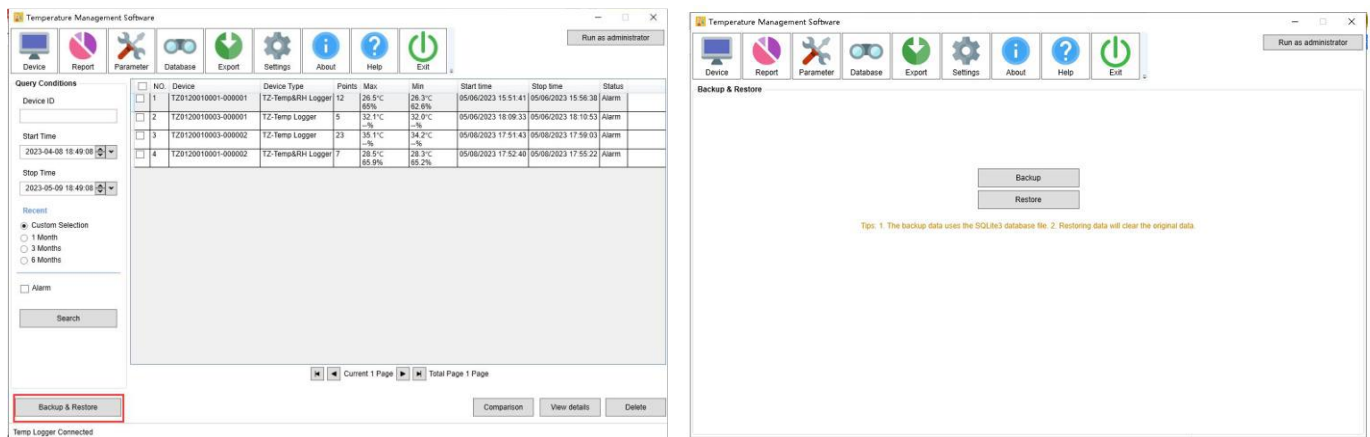 Temperature Management Software
Run as administrator
Device Report Parameter Database Export Settings About Help Exit
Query Conditions
Device ID
Start Time
2023-04-08 18:49:08
Stop Time
2023-05-09 18:49:08
Recent
Custom Selection
1 Month
3 Months
6 Months
Alarm
Search
Backup & Restore
NO. Device Device Type Points Max Min Start time Stop time Status
1 TZ0120010001-000001 TZ-Temp&RH Logger 12 26.5°C 26.3°C 05/06/2023 15:51:41 05/06/2023 15:56:38 Alarm
65% 62.6%
2 TZ0120010003-000001 TZ-Temp Logger 5 32.1°C 32.0°C 05/06/2023 18:09:33 05/06/2023 18:10:53 Alarm
--% --%
3 TZ0120010003-000002 TZ-Temp Logger 23 35.1°C 34.2°C 05/08/2023 17:51:43 05/08/2023 17:59:03 Alarm
--% --%
4 TZ0120010001-000002 TZ-Temp&RH Logger 7 28.5°C 28.3°C 05/08/2023 17:52:40 05/08/2023 17:55:22 Alarm
65.9% 65.2%
Current 1 Page Total Page 1 Page
Comparison View details Delete
Temp Logger Connected
Temperature Management Software
Run as administrator
Device Report Parameter Database Export Settings About Help Exit
Backup & Restore
Backup
Restore
Tips: 1. The backup data uses the SQLite3 database file. 2. Restoring data will clear the original data.